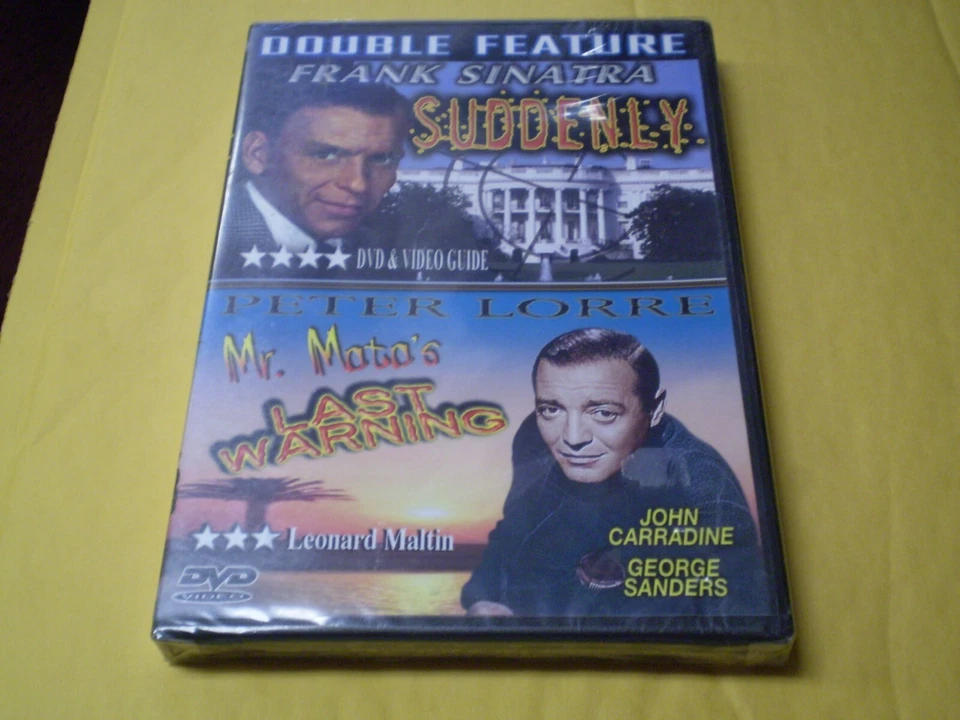 DOUBLE FEATURE
FRANK SINATRA
SUDDENLY
DVD & VIDEO GUIDE
PETER LORRE
Mr. Moto's
LAST
WARNING
JOHN
CARRADINE
Leonard Maltin
GEORGE
SANDERS
DVD
VIDEO